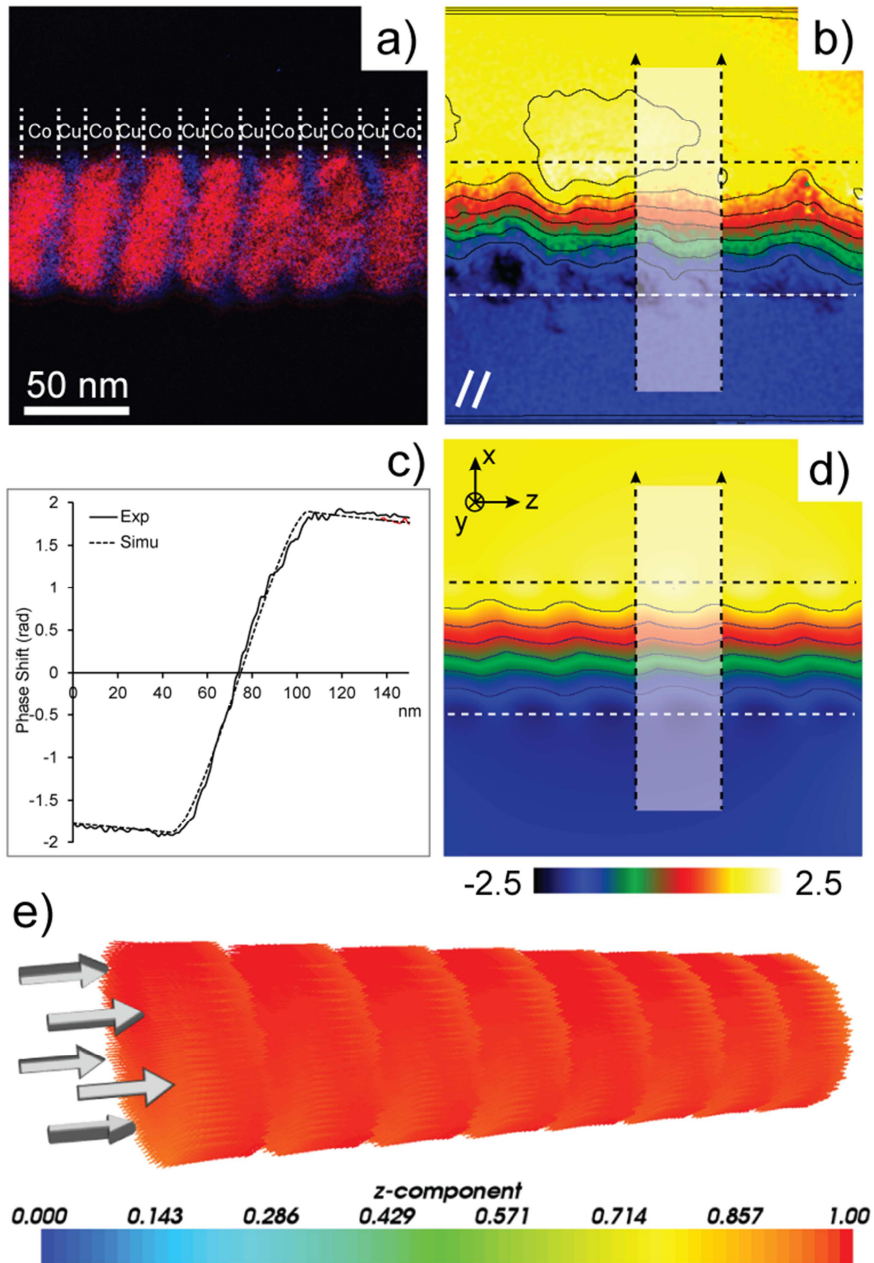 a)
Co Cu Co Cu Co Cu Co Cu Co Cu Co
50 nm
b)
c)
Exp
Simu
Phase Shift (rad)
2
1.5
1
0.5
0
-0.5
-1
-1.5
-2
0 20 40 60 80 100 120 140
nm
d)
x
y
z
-2.5 2.5
e)
z-component
0.000 0.143 0.286 0.429 0.571 0.714 0.857 1.00